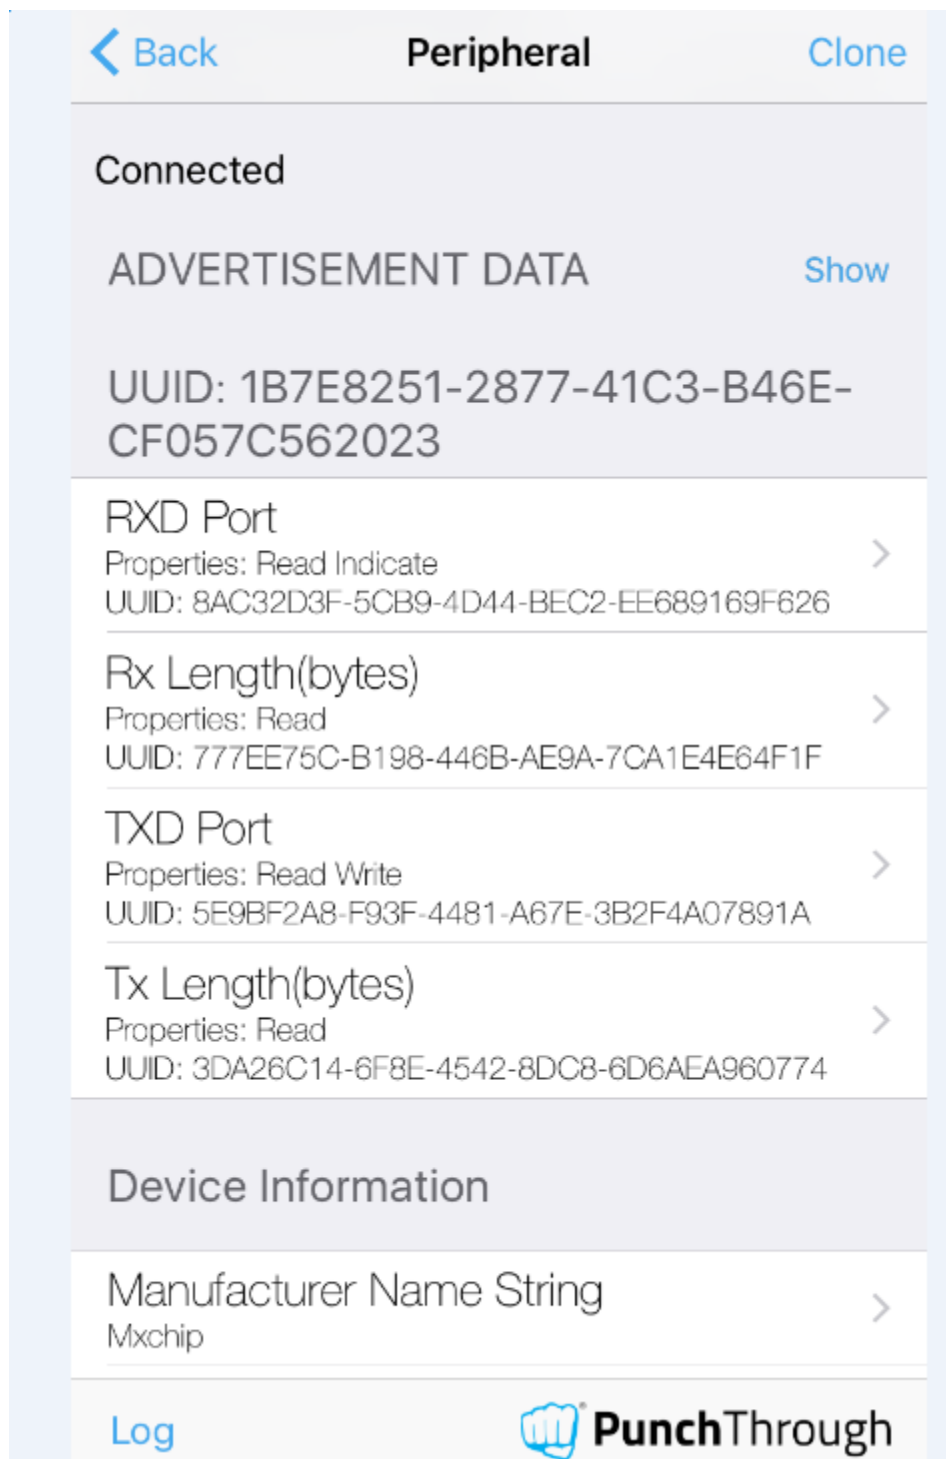 Back Peripheral Clone
Connected
ADVERTISEMENT DATA Show
UUID: 1B7E8251-2877-41C3-B46E-
CF057C562023
RXD Port
Properties: Read Indicate
UUID: 8AC32D3F-5CB9-4D44-BEC2-EE689169F626
Rx Length(bytes)
Properties: Read
UUID: 777EE75C-B198-446B-AE9A-7CA1E4E64F1F
TXD Port
Properties: Read Write
UUID: 5E9BF2A8-F93F-4481-A67E-3B2F4A07891A
Tx Length(bytes)
Properties: Read
UUID: 3DA26C14-6F8E-4542-8DC8-6D6AEA960774
Device Information
Manufacturer Name String
Mxchip
Log PunchThrough